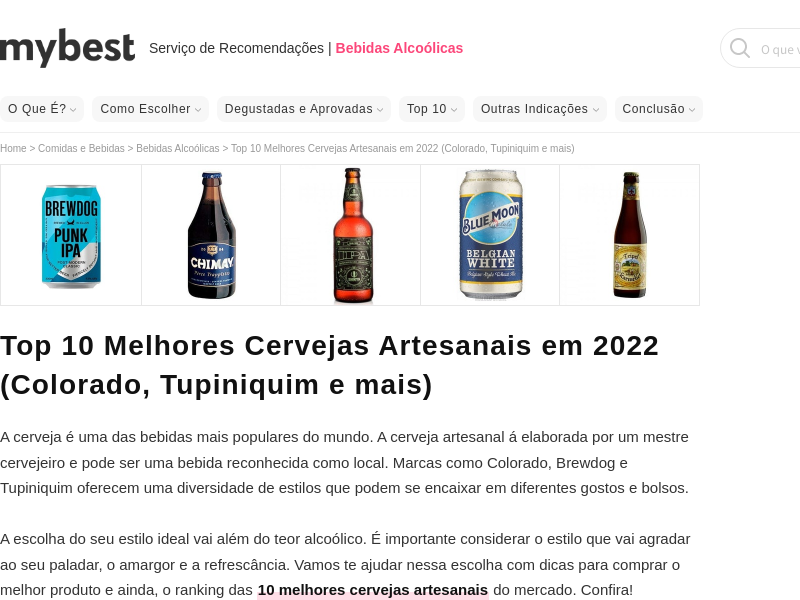 mybest Serviço de Recomendações | Bebidas Alcoólicas
O que
O Que É? Como Escolher Degustadas e Aprovadas Top 10 Outras Indicações Conclusão
Home > Comidas e Bebidas > Bebidas Alcoólicas > Top 10 Melhores Cervejas Artesanais em 2022 (Colorado, Tupiniquim e mais)
BREWDOG
PUNK
IPA
CHIMAY
BLUE MOON
BELGIAN
WHITE
Top 10 Melhores Cervejas Artesanais em 2022
(Colorado, Tupiniquim e mais)
A cerveja é uma das bebidas mais populares do mundo. A cerveja artesanal á elaborada por um mestre
cervejeiro e pode ser uma bebida reconhecida como local. Marcas como Colorado, Brewdog e
Tupiniquim oferecem uma diversidade de estilos que podem se encaixar em diferentes gostos e bolsos.
A escolha do seu estilo ideal vai além do teor alcoólico. É importante considerar o estilo que vai agradar
ao seu paladar, o amargor e a refrescância. Vamos te ajudar nessa escolha com dicas para comprar o
melhor produto e ainda, o ranking das 10 melhores cervejas artesanais do mercado. Confira!